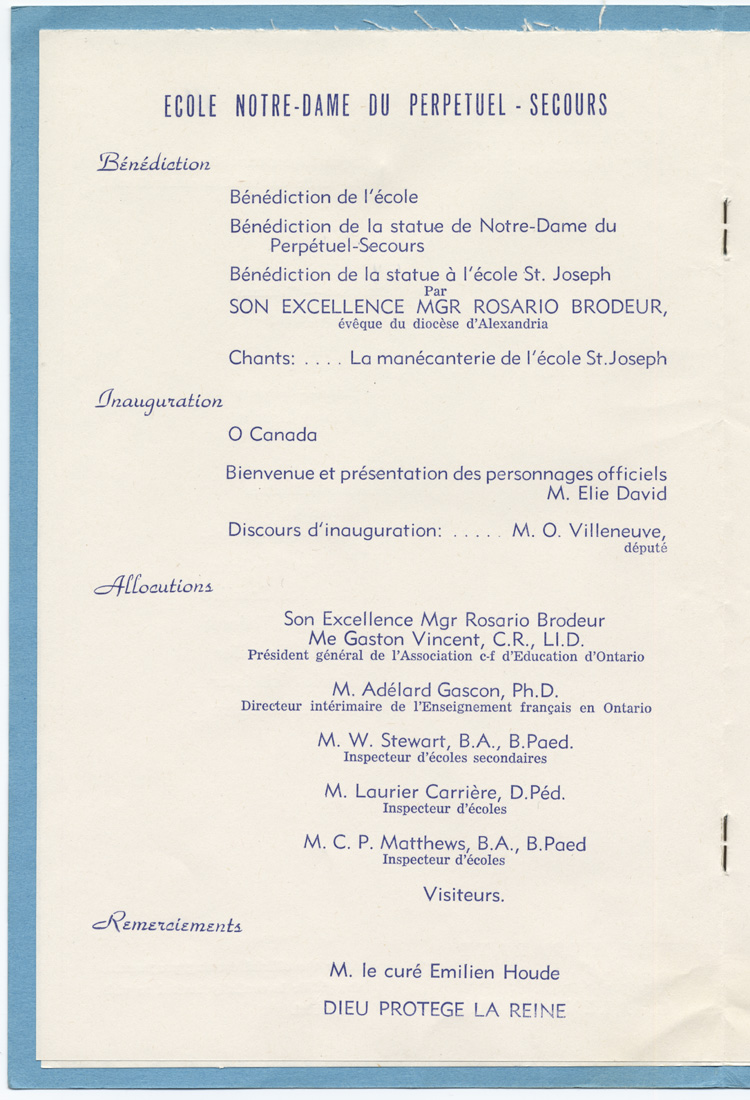 ECOLE NOTRE-DAME DU PERPETUEL - SECOURS
Bénédiction
Bénédiction de l'école
Bénédiction de la statue de Notre-Dame du
Perpétuel-Secours
Bénédiction de la statue à l'école St. Joseph
Par
SON EXCELLENCE MGR ROSARIO BRODEUR,
évêque du diocèse d'Alexandria
Chants: . . . . La manécanterie de l'école St.Joseph
Inauguration
O Canada
Bienvenue et présentation des personnages officiels
M. Elie David
Discours d'inauguration: . . . . . M. O. Villeneuve,
député
Allocutions
Son Excellence Mgr Rosario Brodeur
Me Gaston Vincent, C.R., Ll.D.
Président général de l'Association c-f d'Education d'Ontario
M. Adélard Gascon, Ph.D.
Directeur intérimaire de l'Enseignement français en Ontario
M. W. Stewart, B.A., B.Paed.
Inspecteur d'écoles secondaires
M. Laurier Carrière, D.Péd.
Inspecteur d'écoles
M. C. P. Matthews, B.A., B.Paed
Inspecteur d'écoles
Visiteurs.
Remerciements
M. le curé Emilien Houde
DIEU PROTEGE LA REINE